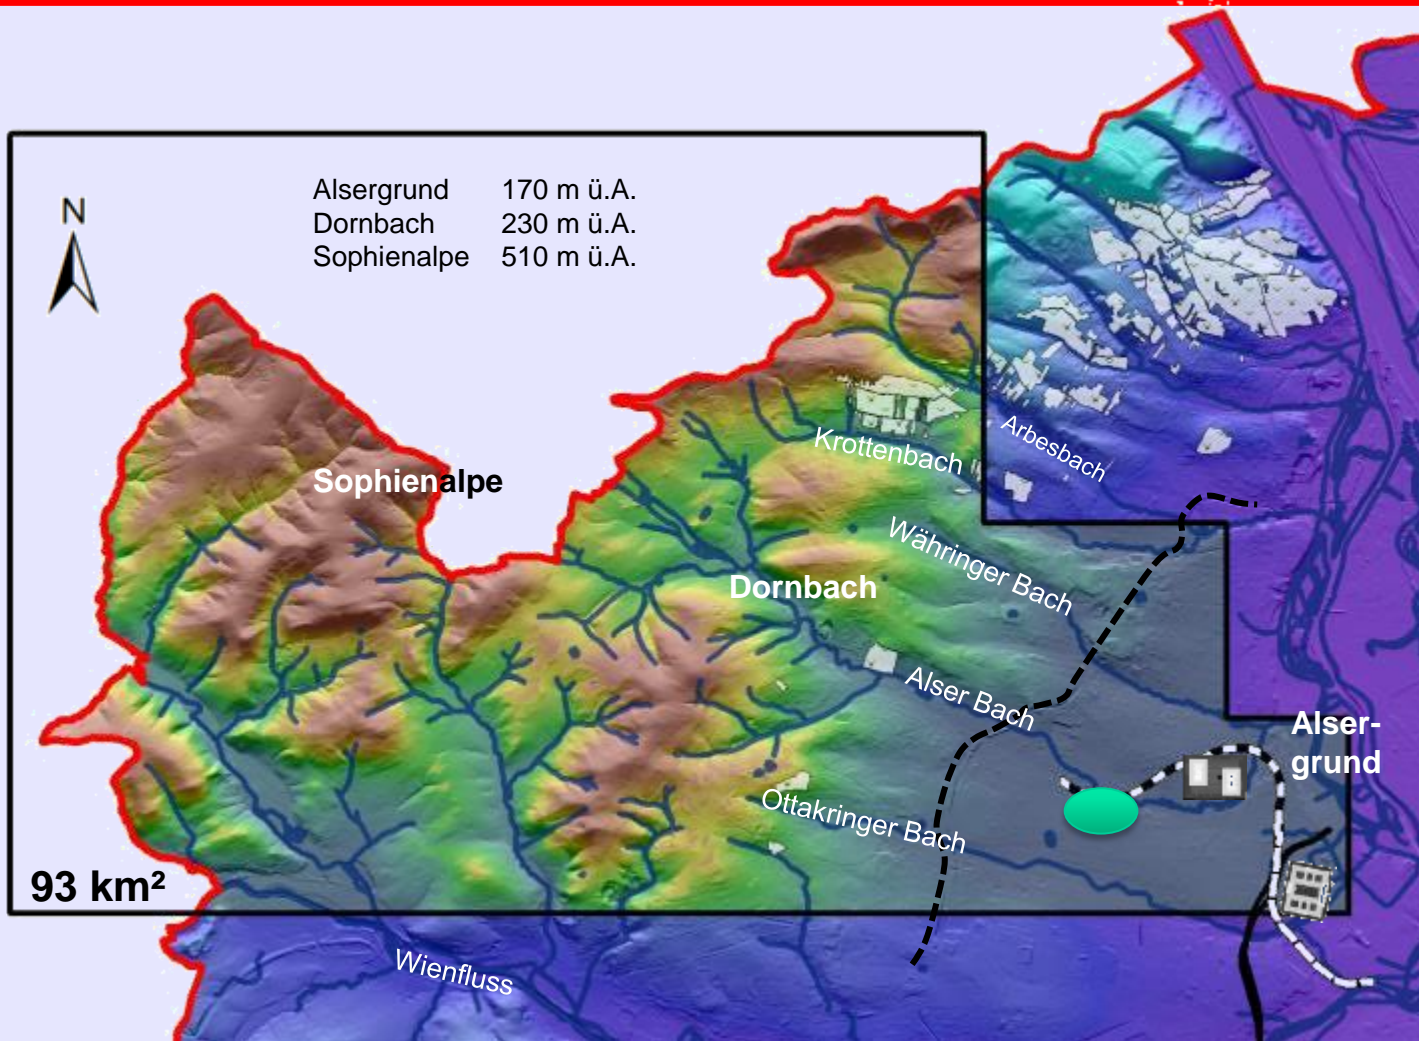 N
Alsergrund 170 m ü.A.
Dornbach 230 m ü.A.
Sophienalpe 510 m ü.A.
Arbesbach
Krottenbach
Sophienalpe
Währinger Bach
Dornbach
Alser Bach
Alser-
grund
Ottakringer Bach
93 km²
Wienfluss